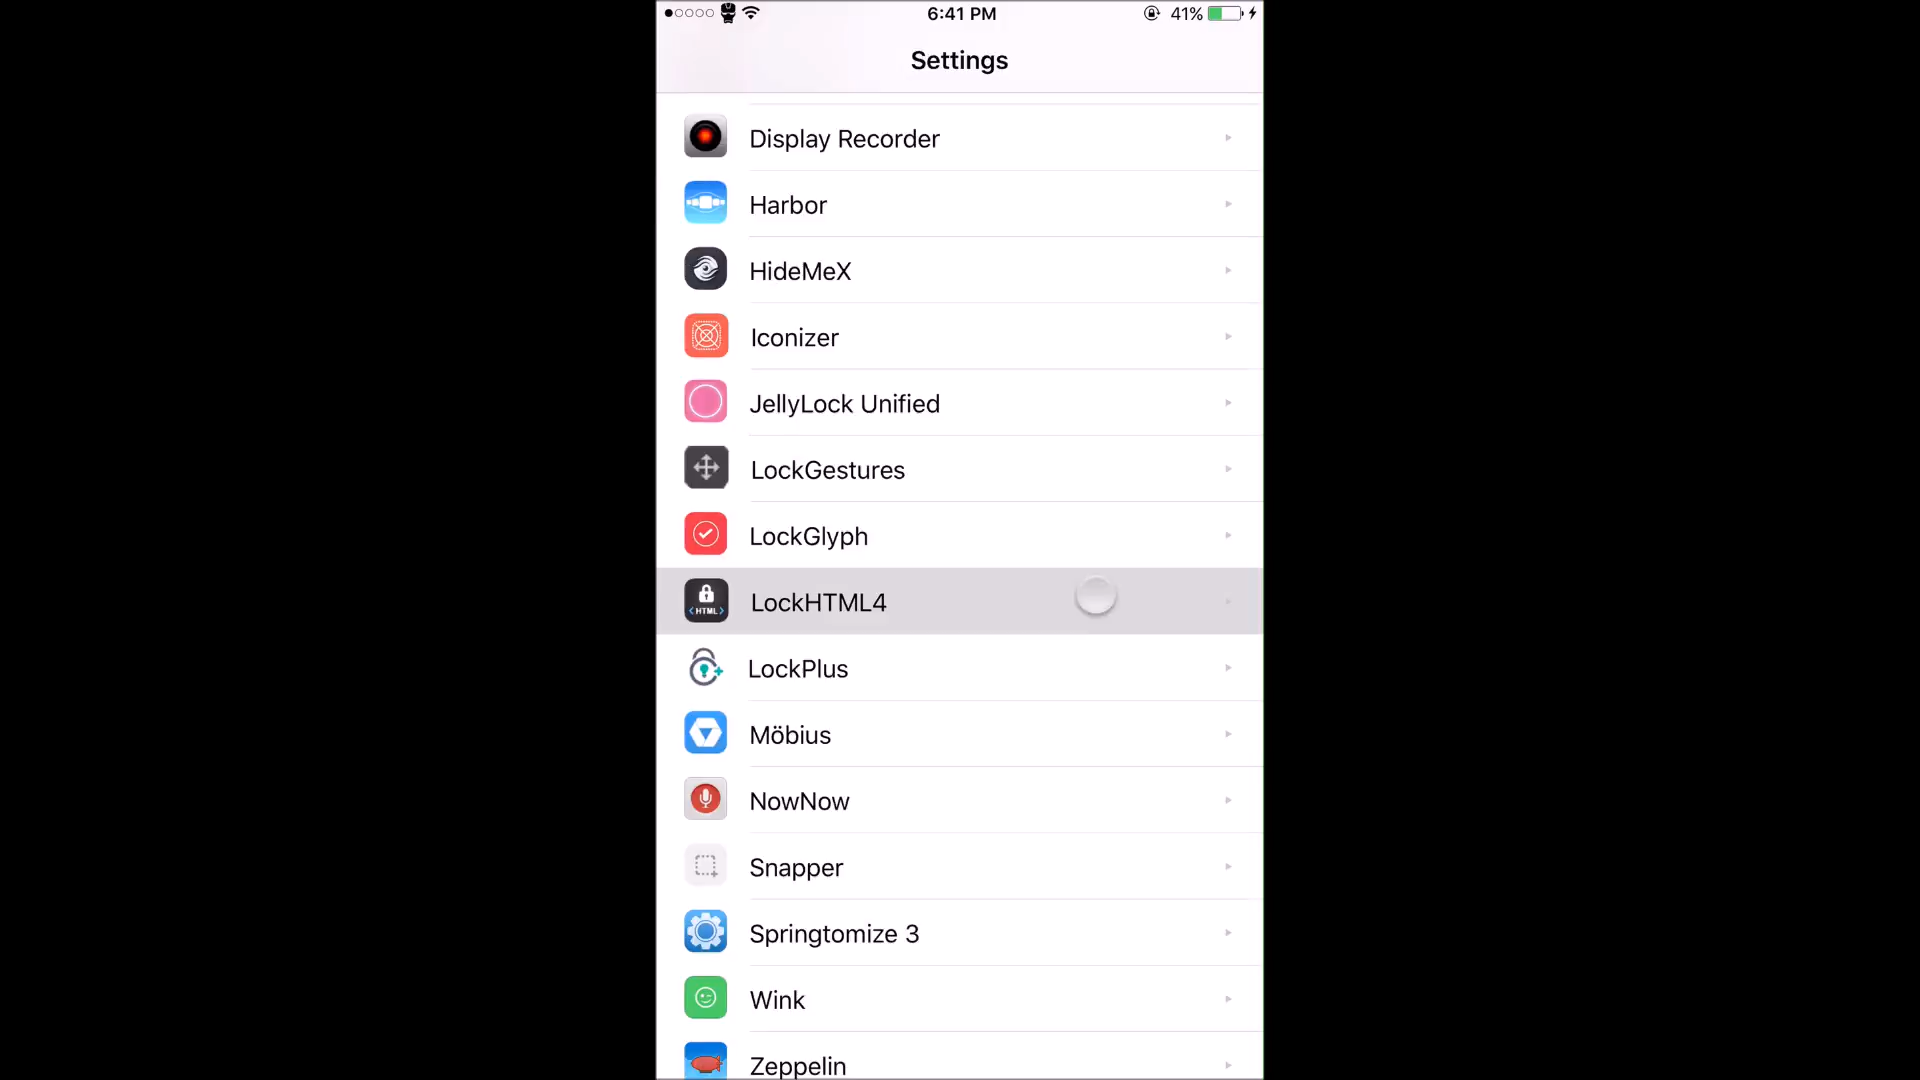 6:41 PM
41%
Settings
Display Recorder
Harbor
HideMeX
Iconizer
JellyLock Unified
LockGestures
LockGlyph
<HTML>
LockHTML4
LockPlus
Möbius
NowNow
Snapper
Springtomize 3
Wink
Zeppelin